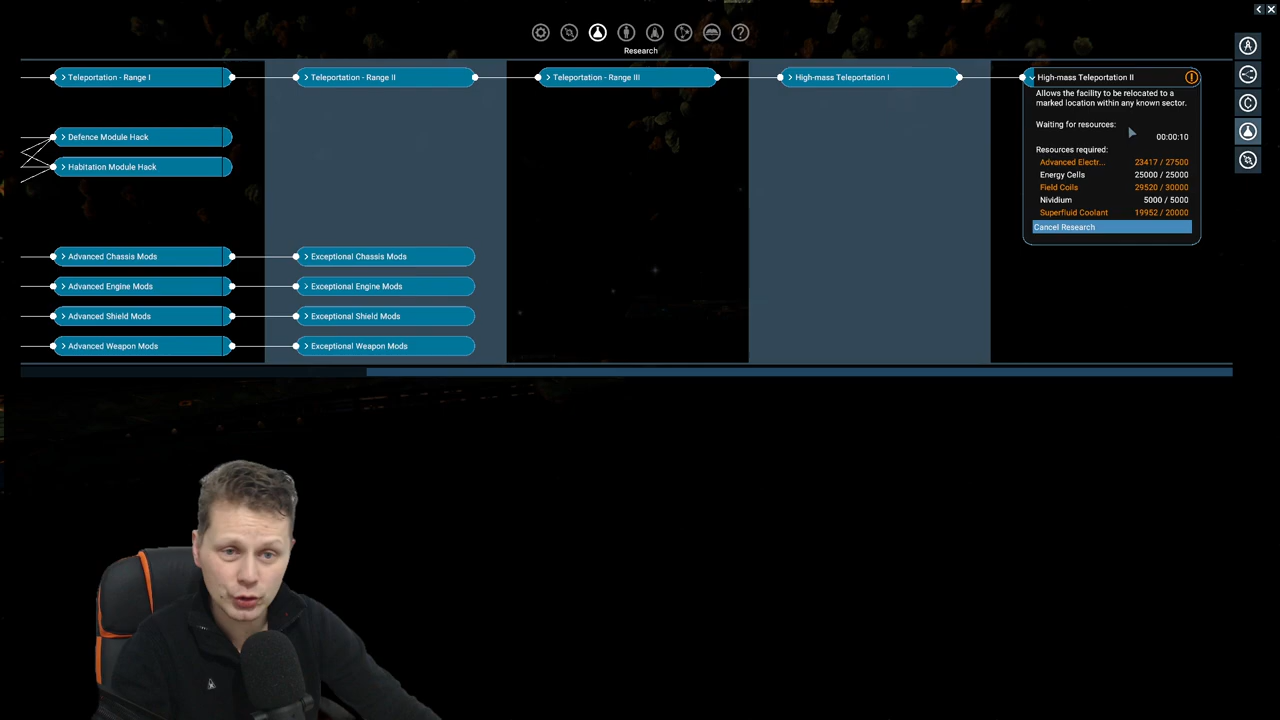 Research
Teleportation - Range I
Teleportation - Range II
Teleportation - Range III
High-mass Teleportation I
High-mass Teleportation II
Allows the facility to be relocated to a
marked location within any known sector.
Waiting for resources:
00:00:10
Resources required:
Advanced Electr... 23417 / 27500
Energy Cells 25000 / 25000
Field Coils 29520 / 30000
Nividium 5000 / 5000
Superfluid Coolant 19952 / 20000
Cancel Research
Defence Module Hack
Habitation Module Hack
Advanced Chassis Mods
Exceptional Chassis Mods
Advanced Engine Mods
Exceptional Engine Mods
Advanced Shield Mods
Exceptional Shield Mods
Advanced Weapon Mods
Exceptional Weapon Mods